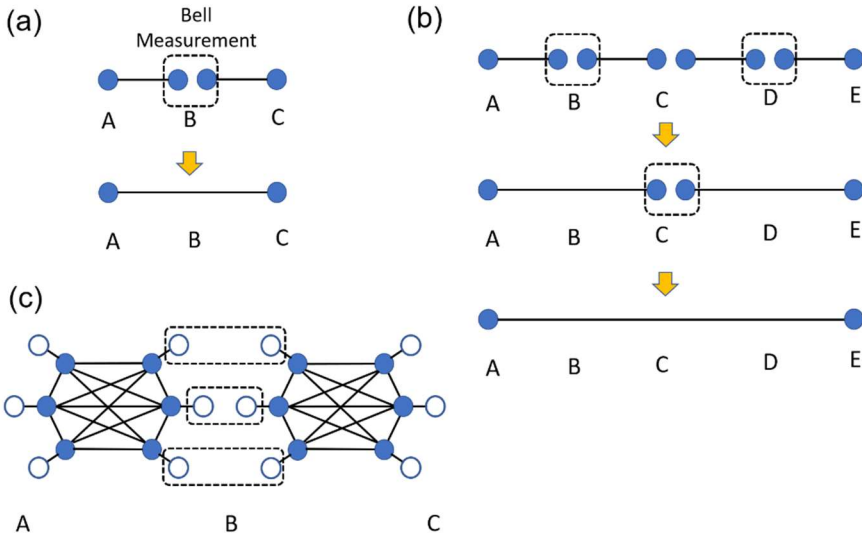 (a)
Bell
Measurement
A B C
A B C
(b)
A B C D E
A B C D E
A B C D E
(c)
A B C